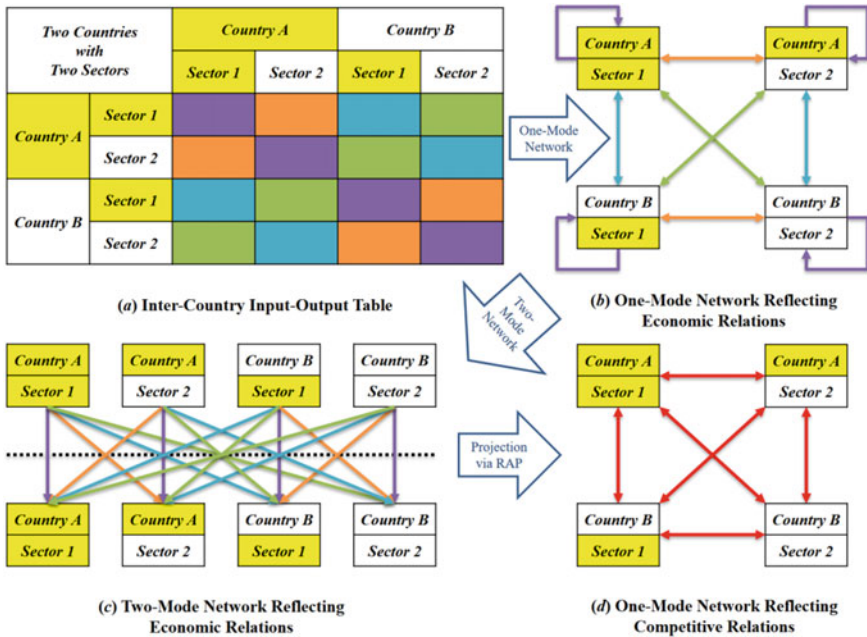 Two Countries
with
Two Sectors
Country A
Country B
Sector 1
Sector 2
Sector 1
Sector 2
Country A
Sector 1
Sector 2
Country B
Sector 1
Sector 2
(a) Inter-Country Input-Output Table
One-Mode
Network
Country A
Sector 1
Country A
Sector 2
Country B
Sector 1
Country B
Sector 2
(b) One-Mode Network Reflecting
Economic Relations
Two-
Mode
Network
Country A
Sector 1
Country A
Sector 2
Country B
Sector 1
Country B
Sector 2
Country A
Sector 1
Country A
Sector 2
Country B
Sector 1
Country B
Sector 2
(c) Two-Mode Network Reflecting
Economic Relations
Projection
via RAP
Country A
Sector 1
Country A
Sector 2
Country B
Sector 1
Country B
Sector 2
(d) One-Mode Network Reflecting
Competitive Relations